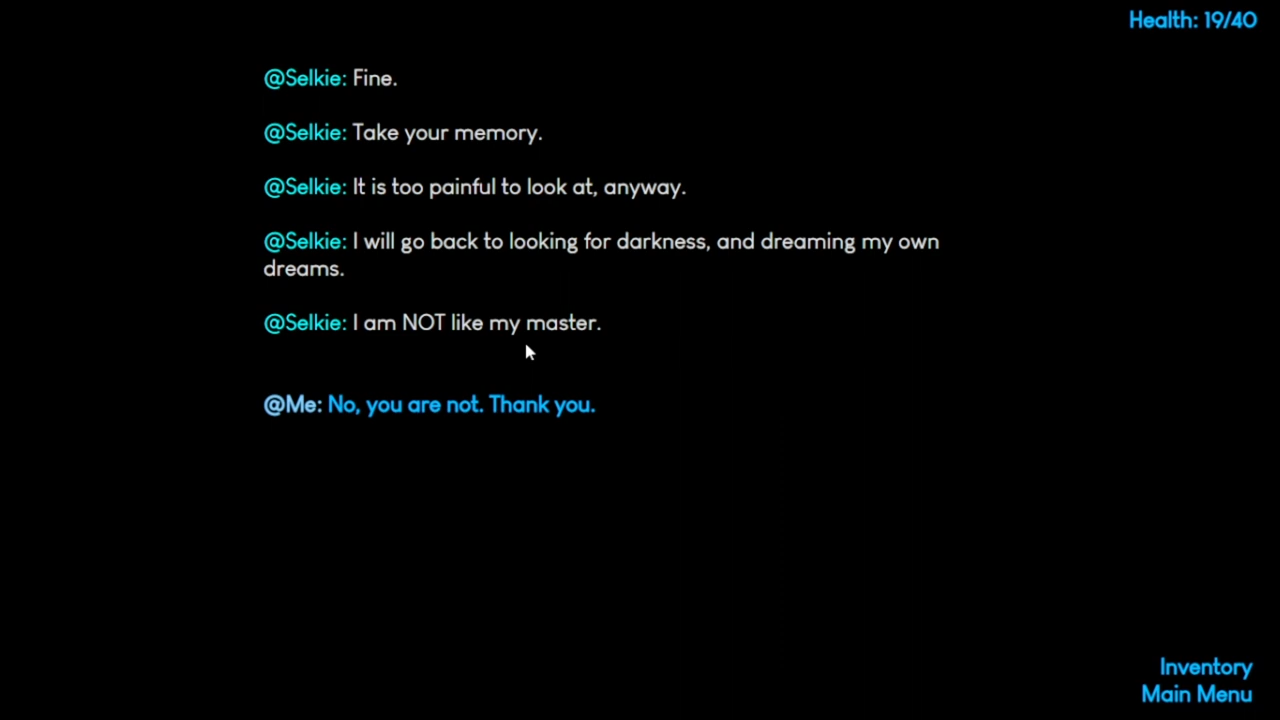 Health: 19/40
@Selkie: Fine.
@Selkie: Take your memory.
@Selkie: It is too painful to look at, anyway.
@Selkie: I will go back to looking for darkness, and dreaming my own
dreams.
@Selkie: I am NOT like my master.
@Me: No, you are not. Thank you.
Inventory
Main Menu